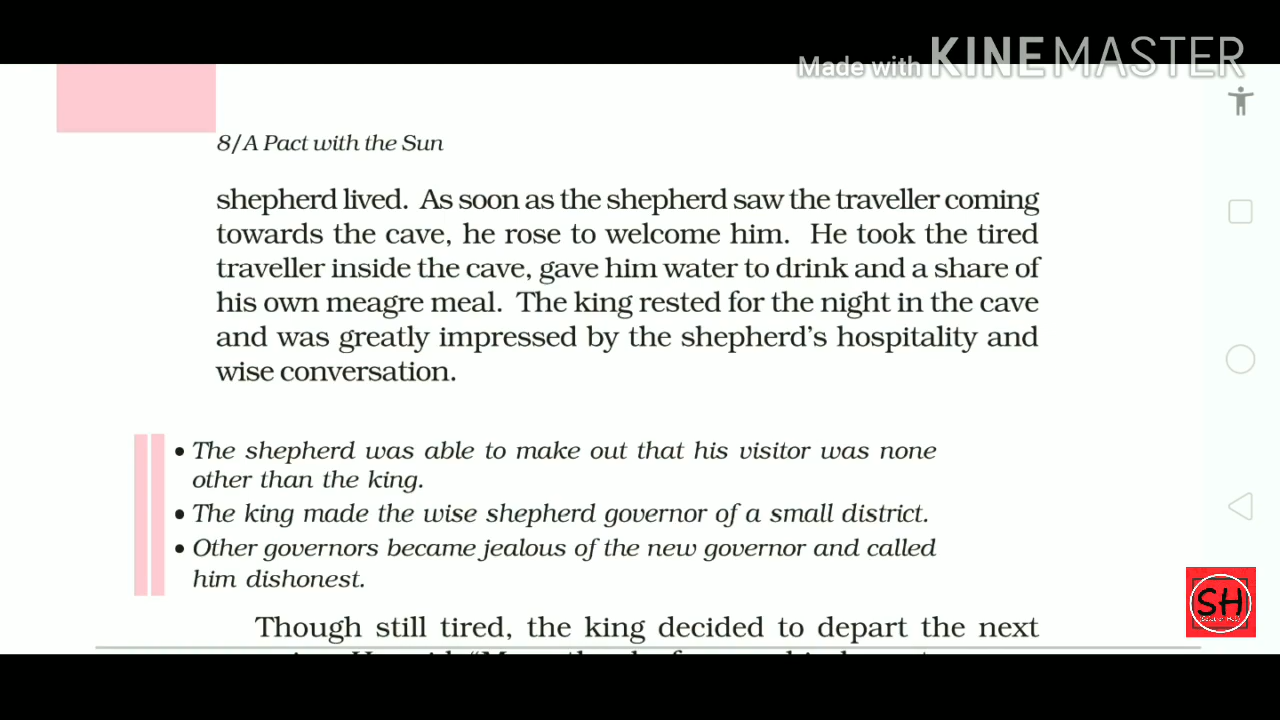 Made with KINEMASTER
8/A Pact with the Sun
shepherd lived. As soon as the shepherd saw the traveller coming
towards the cave, he rose to welcome him. He took the tired
traveller inside the cave, gave him water to drink and a share of
his own meagre meal. The king rested for the night in the cave
and was greatly impressed by the shepherd's hospitality and
wise conversation.
• The shepherd was able to make out that his visitor was none
other than the king.
• The king made the wise shepherd governor of a small district.
• Other governors became jealous of the new governor and called
him dishonest.
SH
Though still tired, the king decided to depart the next